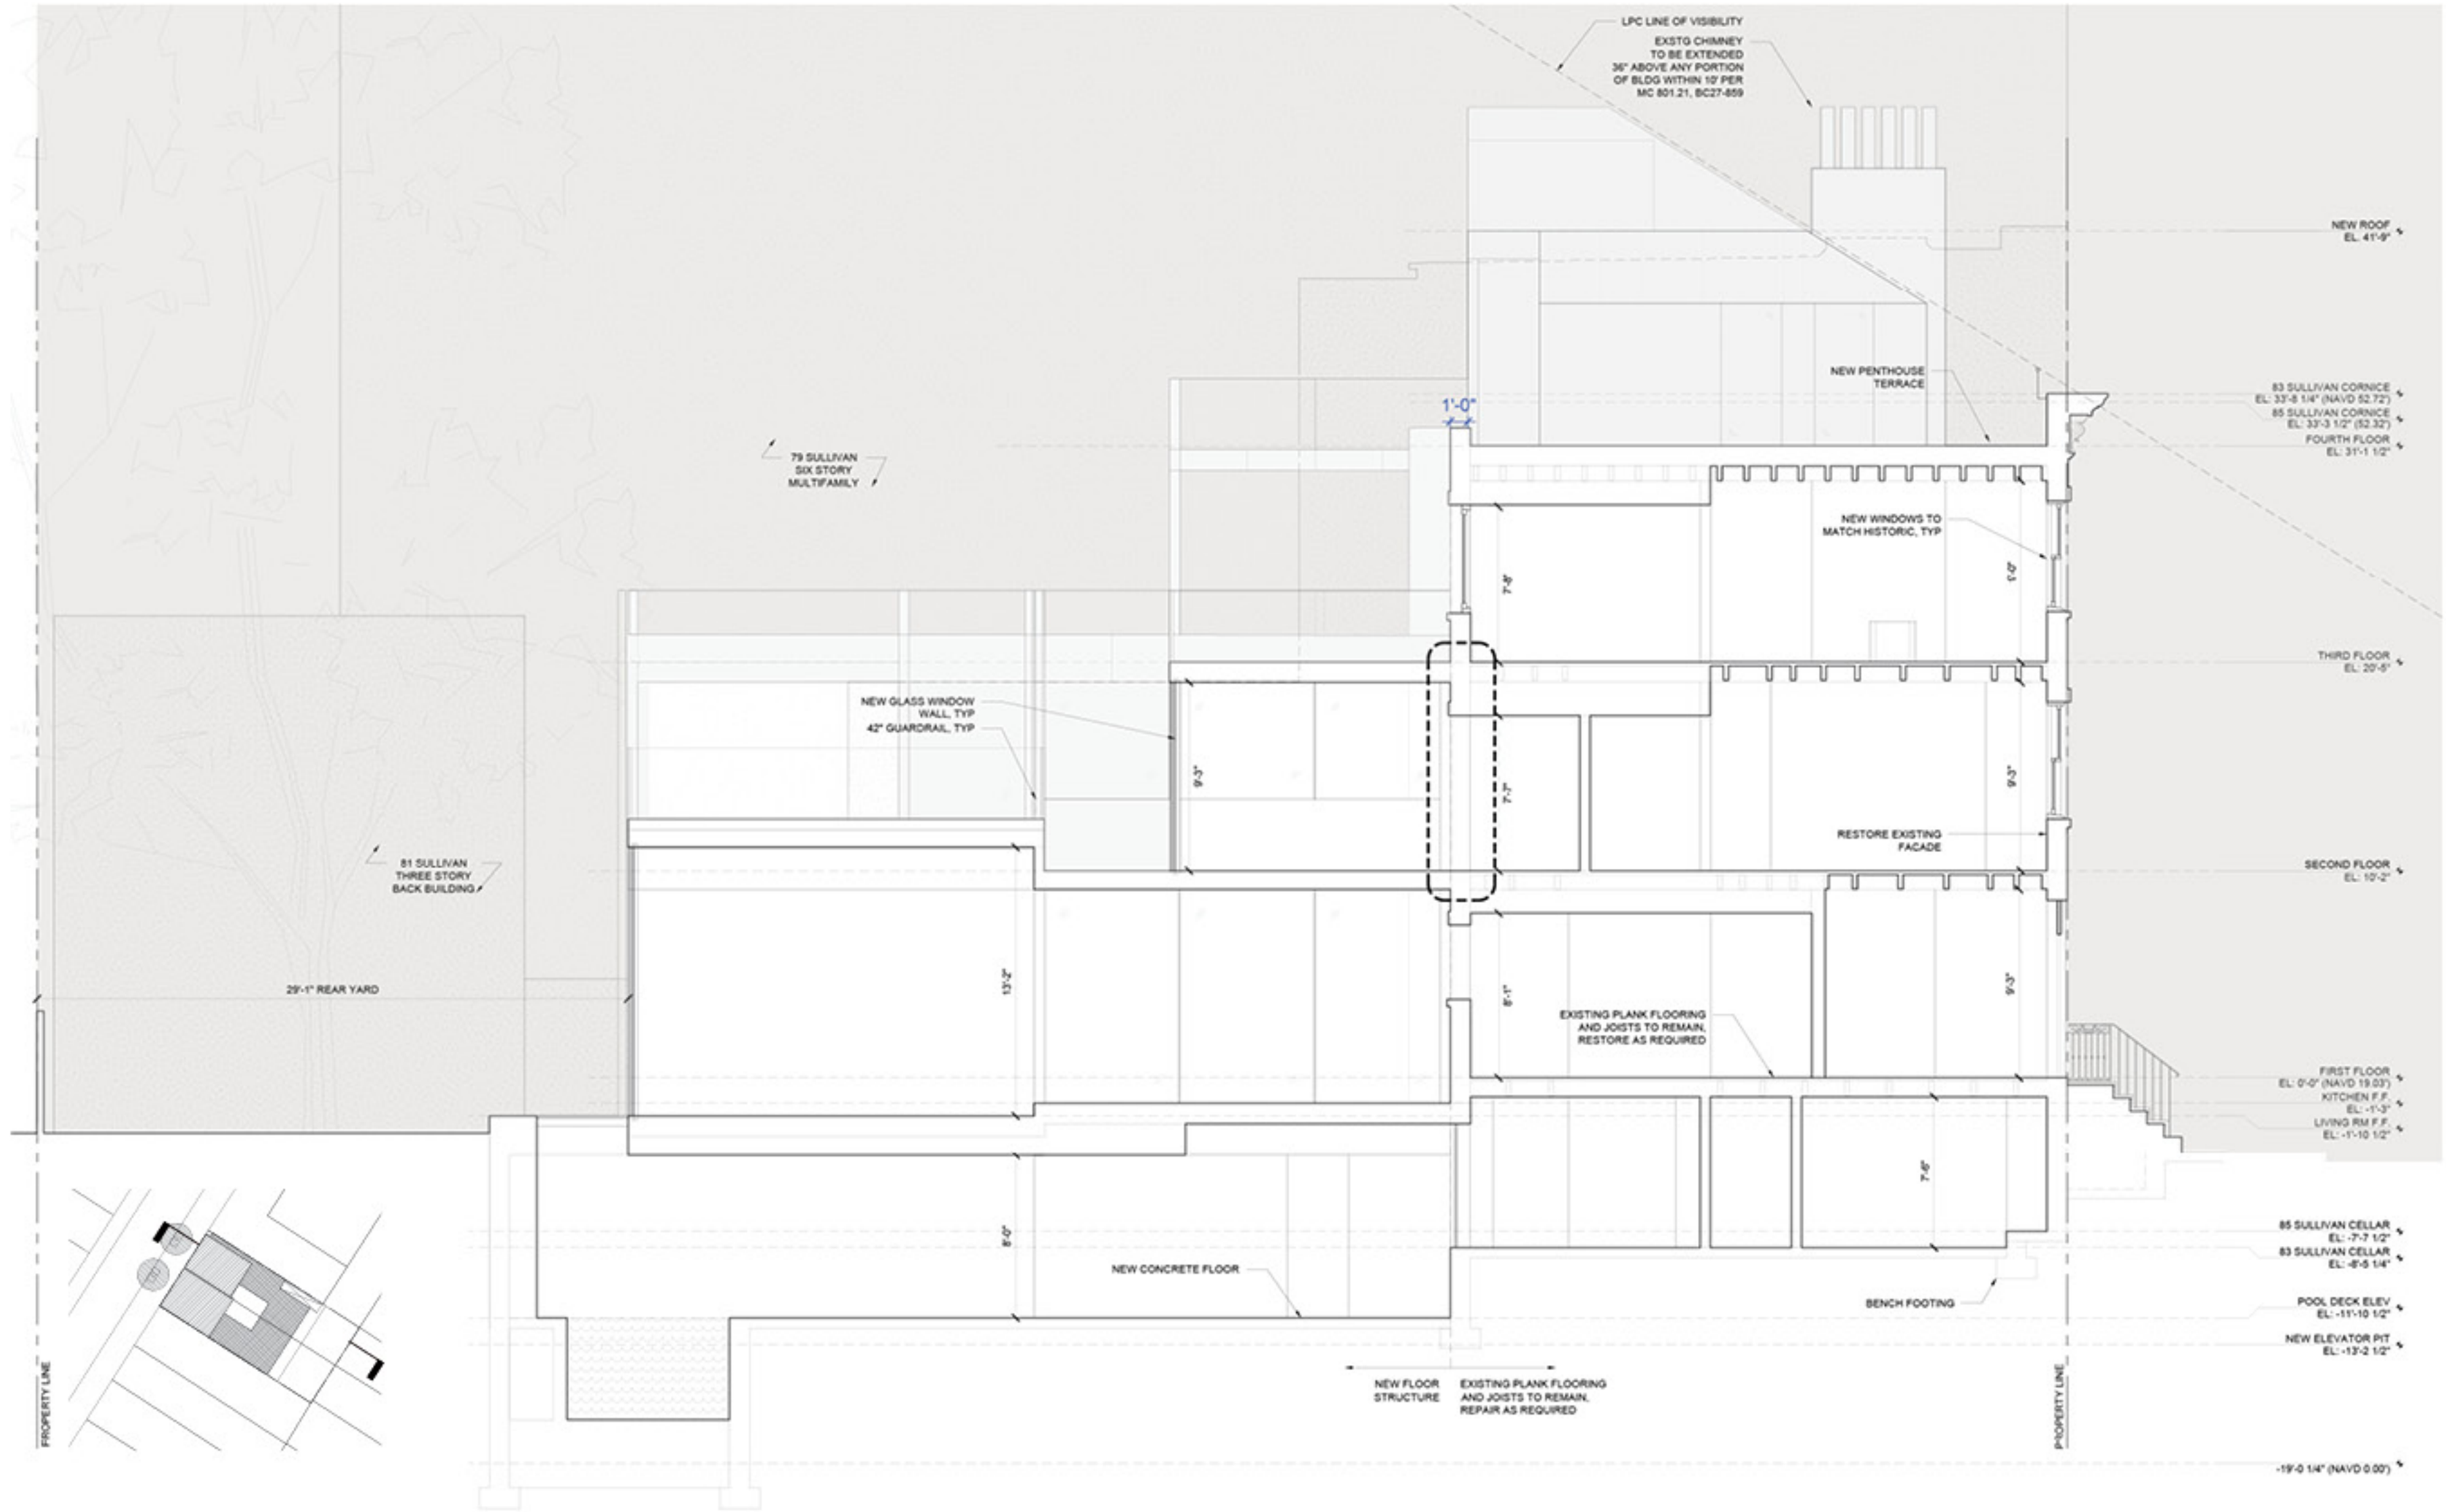 LPC LINE OF VISIBILITY
EXSTG CHIMNEY
TO BE EXTENDED
36" ABOVE ANY PORTION
OF BLDG WITHIN 10' PER
MC 801.21, BC27-859
NEW ROOF
EL. 41'-9"
NEW PENTHOUSE
TERRACE
83 SULLIVAN CORNICE
EL: 33'-8 1/4" (NAVD 52.72')
85 SULLIVAN CORNICE
EL: 33'-3 1/2" (52.32')
FOURTH FLOOR
EL: 31'-1 1/2"
1'-0"
79 SULLIVAN
SIX STORY
MULTIFAMILY
NEW WINDOWS TO
MATCH HISTORIC, TYP
7'-8"
THIRD FLOOR
EL: 20'-5"
NEW GLASS WINDOW
WALL, TYP
42" GUARDRAIL, TYP
9'-3"
7'-7"
9'-3"
RESTORE EXISTING
FACADE
81 SULLIVAN
THREE STORY
BACK BUILDING
SECOND FLOOR
EL: 10'-2"
29'-1" REAR YARD
13'-2"
8'-1"
9'-3"
EXISTING PLANK FLOORING
AND JOISTS TO REMAIN,
RESTORE AS REQUIRED
FIRST FLOOR
EL: 0'-0" (NAVD 19.03')
KITCHEN F.F.
EL: -1'-3"
LIVING RM F.F.
EL: -1'-10 1/2"
7'-6"
8'-0"
NEW CONCRETE FLOOR
BENCH FOOTING
85 SULLIVAN CELLAR
EL: -7'-7 1/2"
83 SULLIVAN CELLAR
EL: -8'-5 1/4"
POOL DECK ELEV
EL: -11'-10 1/2"
NEW ELEVATOR PIT
EL: -13'-2 1/2"
NEW FLOOR
STRUCTURE
EXISTING PLANK FLOORING
AND JOISTS TO REMAIN,
REPAIR AS REQUIRED
PROPERTY LINE
PROPERTY LINE
-19'-0 1/4" (NAVD 0.00')